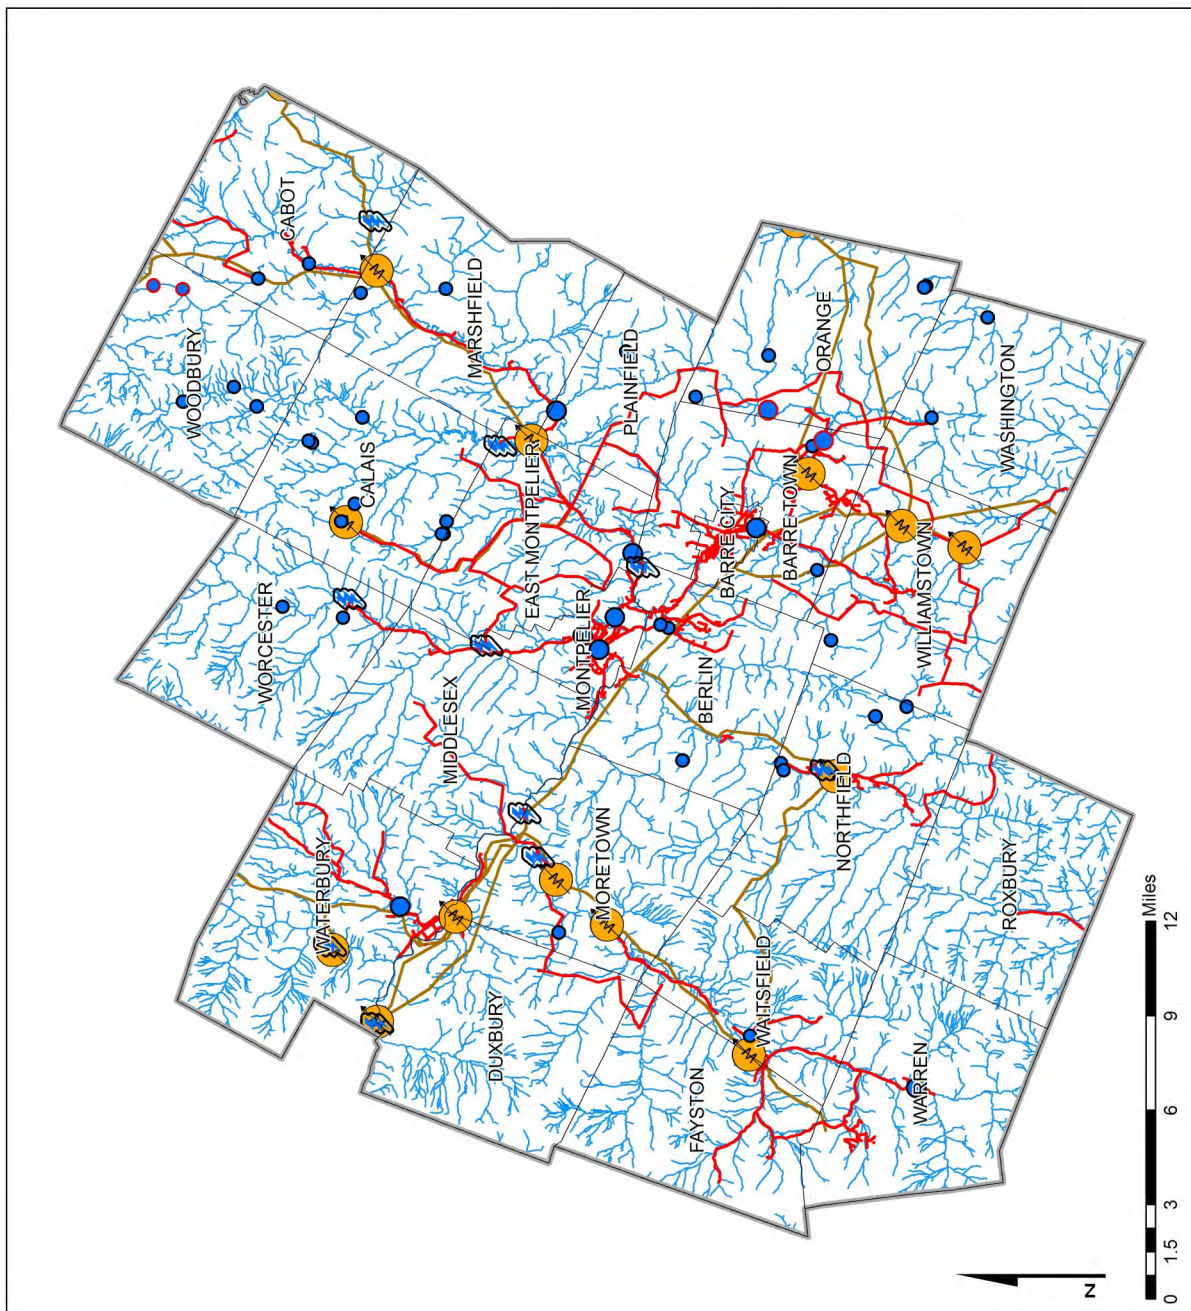 WOODBURY
WORCESTER
CABOT
WATERBURY
CALAIS
MIDDLESEX
MARSHFIELD
DUXBURY
EAST MONTPELIER
MONTPELIER
MORETOWN
PLAINFIELD
FAYSTON
BERLIN
BARRE CITY
WAITSFIELD
BARRE TOWN
ORANGE
NORTHFIELD
WARREN
WILLIAMSTOWN
WASHINGTON
ROXBURY
N
Miles
0 1.5 3 6 9 12